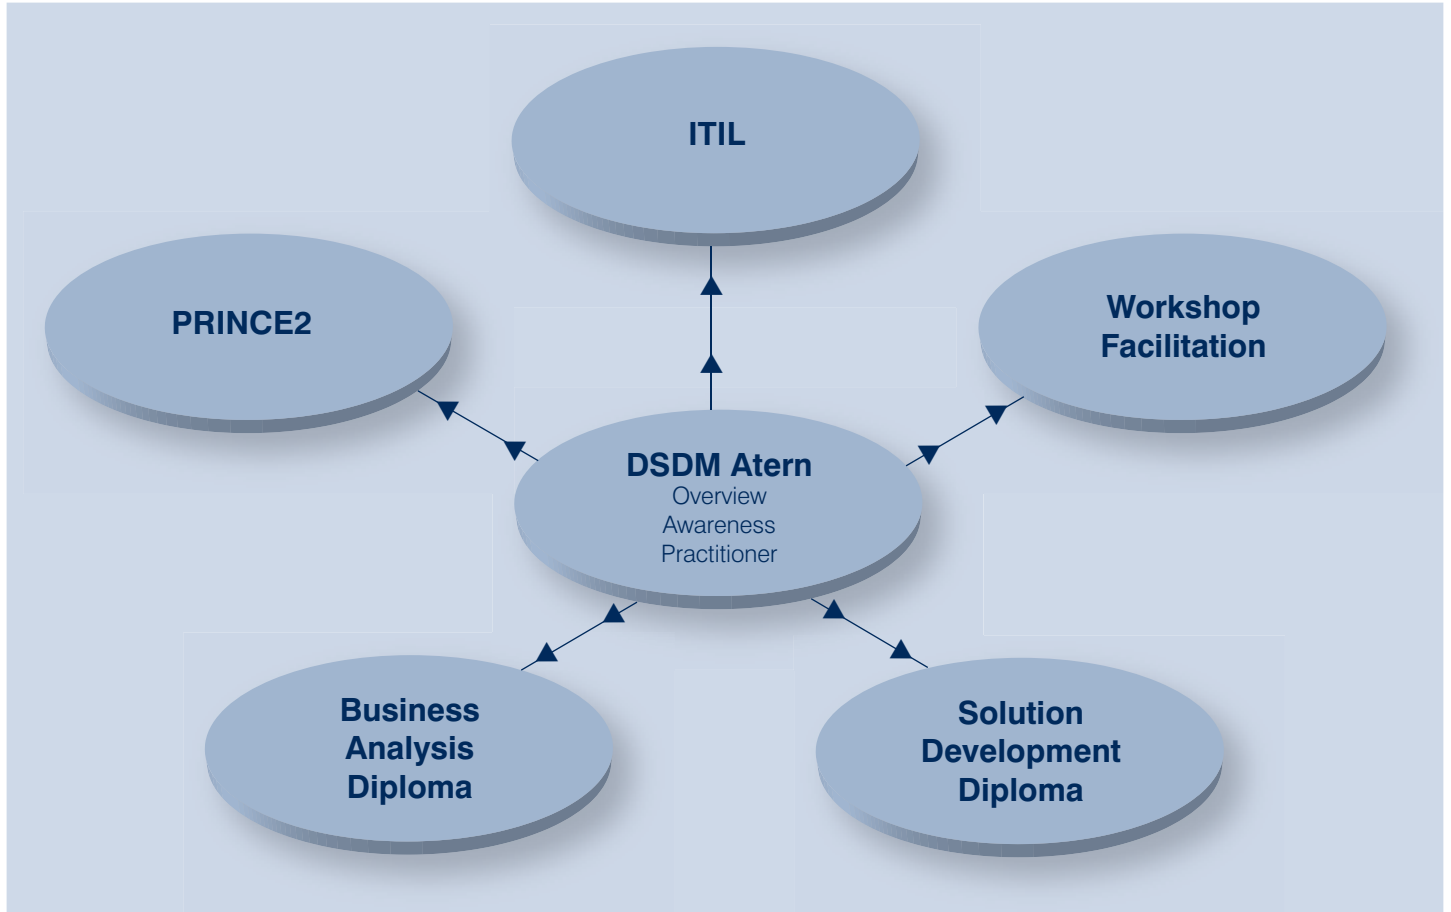 ITIL
PRINCE2
Workshop
Facilitation
DSDM Atern
Overview
Awareness
Practitioner
Business
Analysis
Diploma
Solution
Development
Diploma